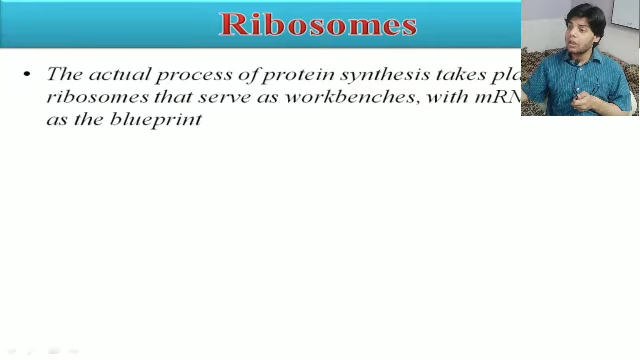 Ribosomes
• The actual process of protein synthesis takes
ribosomes that serve as workbenches, with
as the blueprint